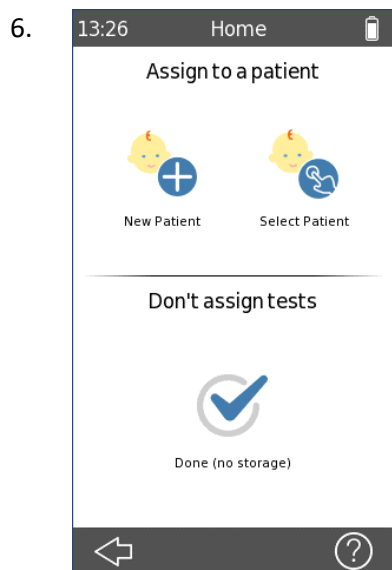 6.
13:26 Home
Assign to a patient
New Patient Select Patient
Don't assign tests
Done (no storage)
?